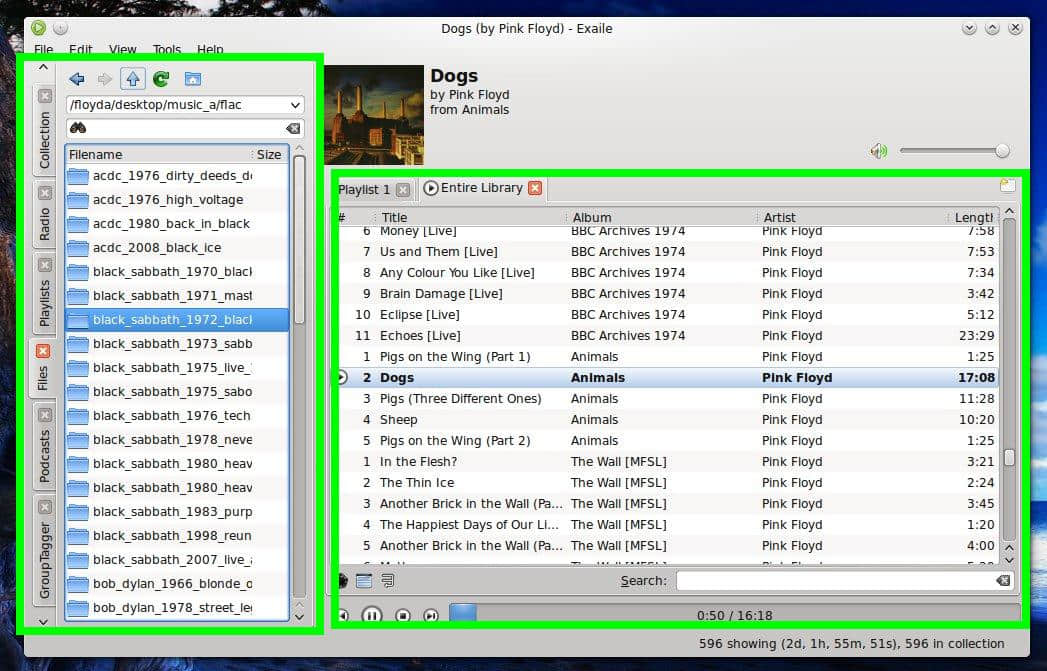 Dogs (by Pink Floyd) - Exaile
File Edit View Tools Help
Collection
Radio
Playlists
Files
Podcasts
GroupTagger
/floyda/desktop/music_a/flac
Filename Size
acdc_1976_dirty_deeds_d
acdc_1976_high_voltage
acdc_1980_back_in_black
acdc_2008_black_ice
black_sabbath_1970_black
black_sabbath_1971_mast
black_sabbath_1972_black
black_sabbath_1973_sabb
black_sabbath_1975_live_
black_sabbath_1975_sabo
black_sabbath_1976_tech
black_sabbath_1978_neve
black_sabbath_1980_heav
black_sabbath_1980_heav
black_sabbath_1983_purp
black_sabbath_1998_reun
black_sabbath_2007_live_
bob_dylan_1966_blonde_o
bob_dylan_1978_street_le
Dogs
by Pink Floyd
from Animals
Playlist 1 Entire Library
# Title Album Artist Length
6 Money [Live] BBC Archives 1974 Pink Floyd 7:58
7 Us and Them [Live] BBC Archives 1974 Pink Floyd 7:53
8 Any Colour You Like [Live] BBC Archives 1974 Pink Floyd 7:34
9 Brain Damage [Live] BBC Archives 1974 Pink Floyd 3:42
10 Eclipse [Live] BBC Archives 1974 Pink Floyd 5:12
11 Echoes [Live] BBC Archives 1974 Pink Floyd 23:29
1 Pigs on the Wing (Part 1) Animals Pink Floyd 1:25
2 Dogs Animals Pink Floyd 17:08
3 Pigs (Three Different Ones) Animals Pink Floyd 11:28
4 Sheep Animals Pink Floyd 10:20
5 Pigs on the Wing (Part 2) Animals Pink Floyd 1:25
1 In the Flesh? The Wall [MFSL] Pink Floyd 3:21
2 The Thin Ice The Wall [MFSL] Pink Floyd 2:24
3 Another Brick in the Wall (Pa... The Wall [MFSL] Pink Floyd 3:45
4 The Happiest Days of Our Li... The Wall [MFSL] Pink Floyd 1:20
5 Another Brick in the Wall (Pa... The Wall [MFSL] Pink Floyd 4:00
Search:
0:50 / 16:18
596 showing (2d, 1h, 55m, 51s), 596 in collection